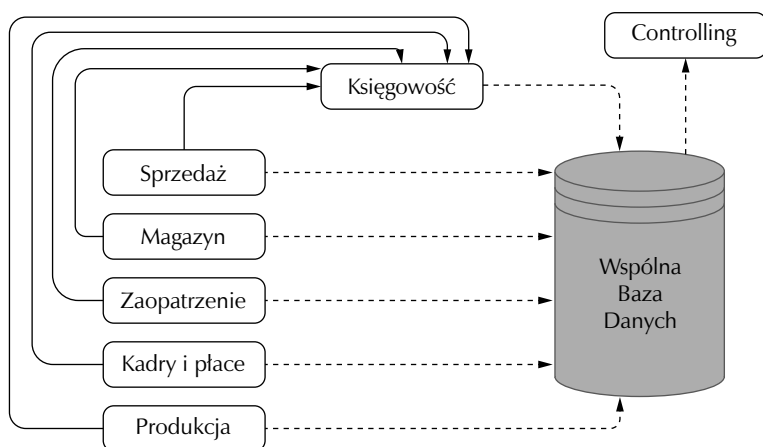 Controlling
Księgowość
Sprzedaż
Magazyn
Zaopatrzenie
Kadry i płace
Produkcja
Wspólna
Baza
Danych